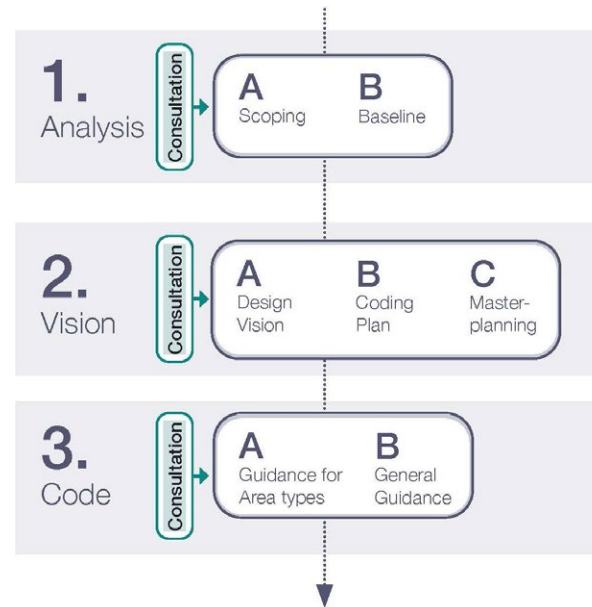 1.
Analysis
Consultation
A
Scoping
B
Baseline
2.
Vision
Consultation
A
Design
Vision
B
Coding
Plan
C
Master-
planning
3.
Code
Consultation
A
Guidance for
Area types
B
General
Guidance